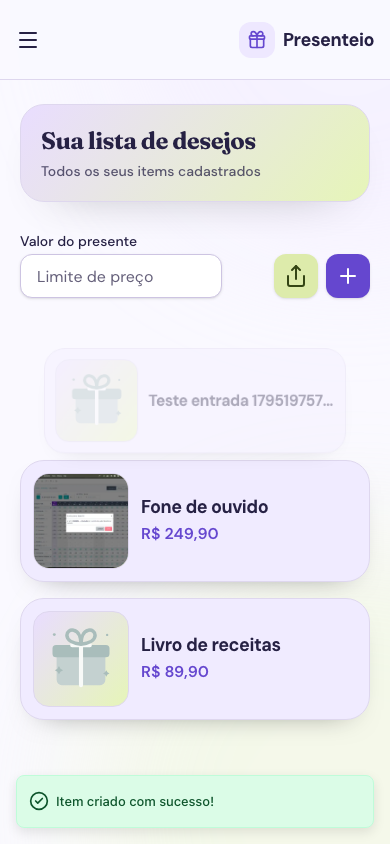 Presenteio
Sua lista de desejos
Todos os seus items cadastrados
Valor do presente
Limite de preço
Teste entrada 179519757...
Fone de ouvido
R$ 249,90
Livro de receitas
R$ 89,90
Item criado com sucesso!